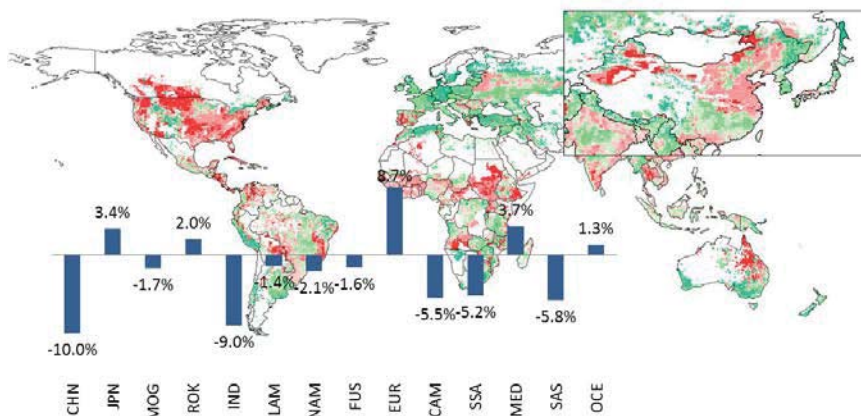 8.7%
3.4%
3.7%
2.0%
1.3%
-1.7%
-1.4%
-2.1%
-1.6%
-5.5%
-5.2%
-5.8%
-10.0%
-9.0%
CHN
JPN
MOG
ROK
IND
LAM
NAM
FUS
EUR
CAM
SSA
MED
SAS
OCE